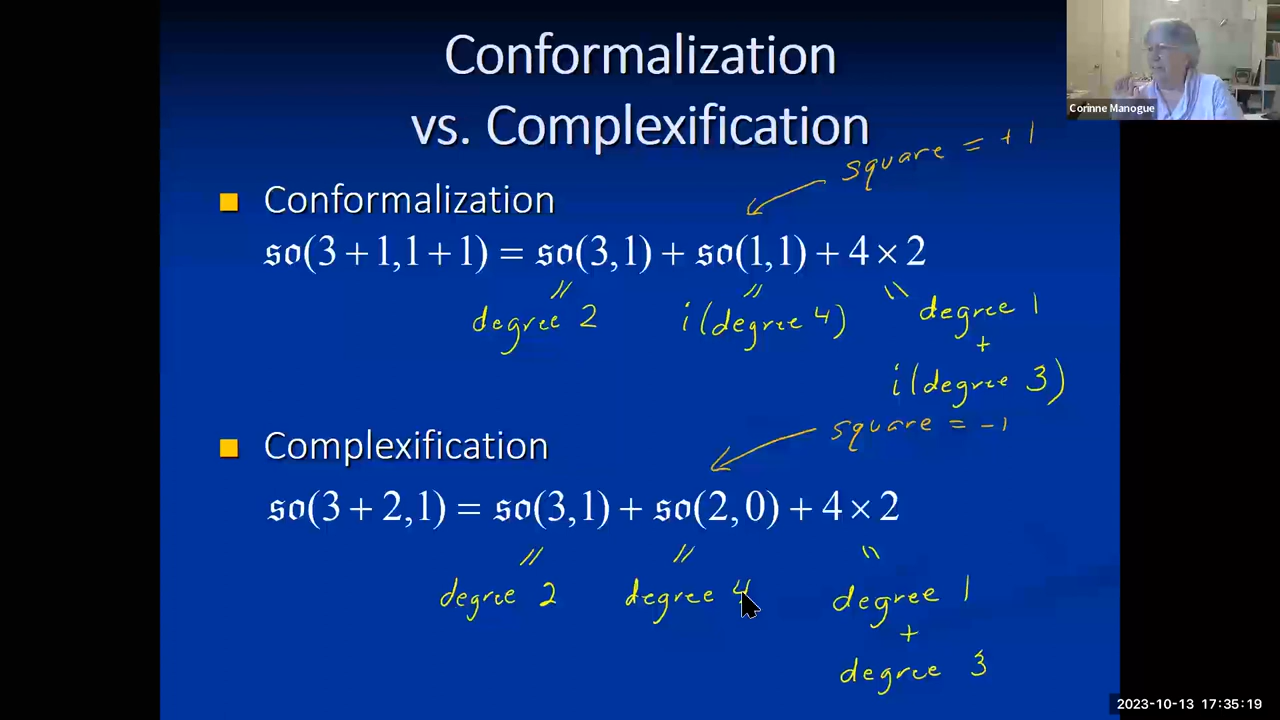 Conformalization
vs. Complexification
Corinne Manogue
square = +1
■ Conformalization
𝔰𝔬(3+1,1+1) = 𝔰𝔬(3,1) + 𝔰𝔬(1,1) + 4×2
degree 2
i(degree 4)
degree 1
+
i(degree 3)
■ Complexification
square = -1
𝔰𝔬(3+2,1) = 𝔰𝔬(3,1) + 𝔰𝔬(2,0) + 4×2
degree 2
degree 4
degree 1
+
degree 3
2023-10-13 17:35:19